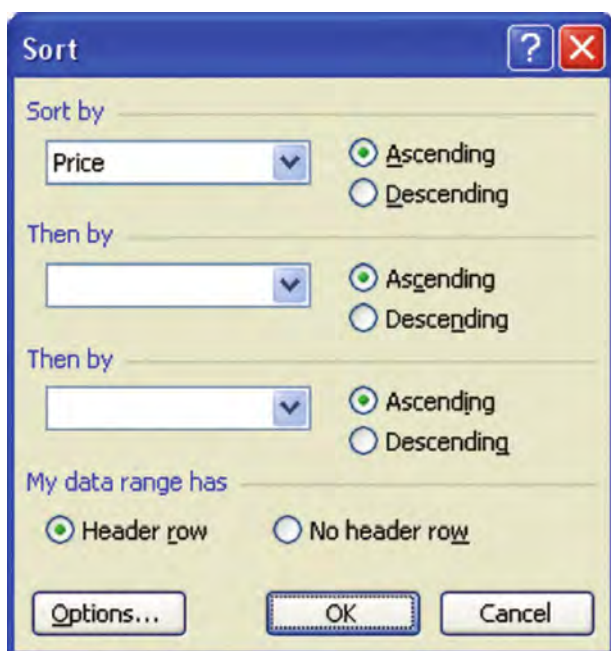 Sort
Sort by
Price
Ascending
Descending
Then by
Ascending
Descending
Then by
Ascending
Descending
My data range has
Header row No header row
Options... OK Cancel